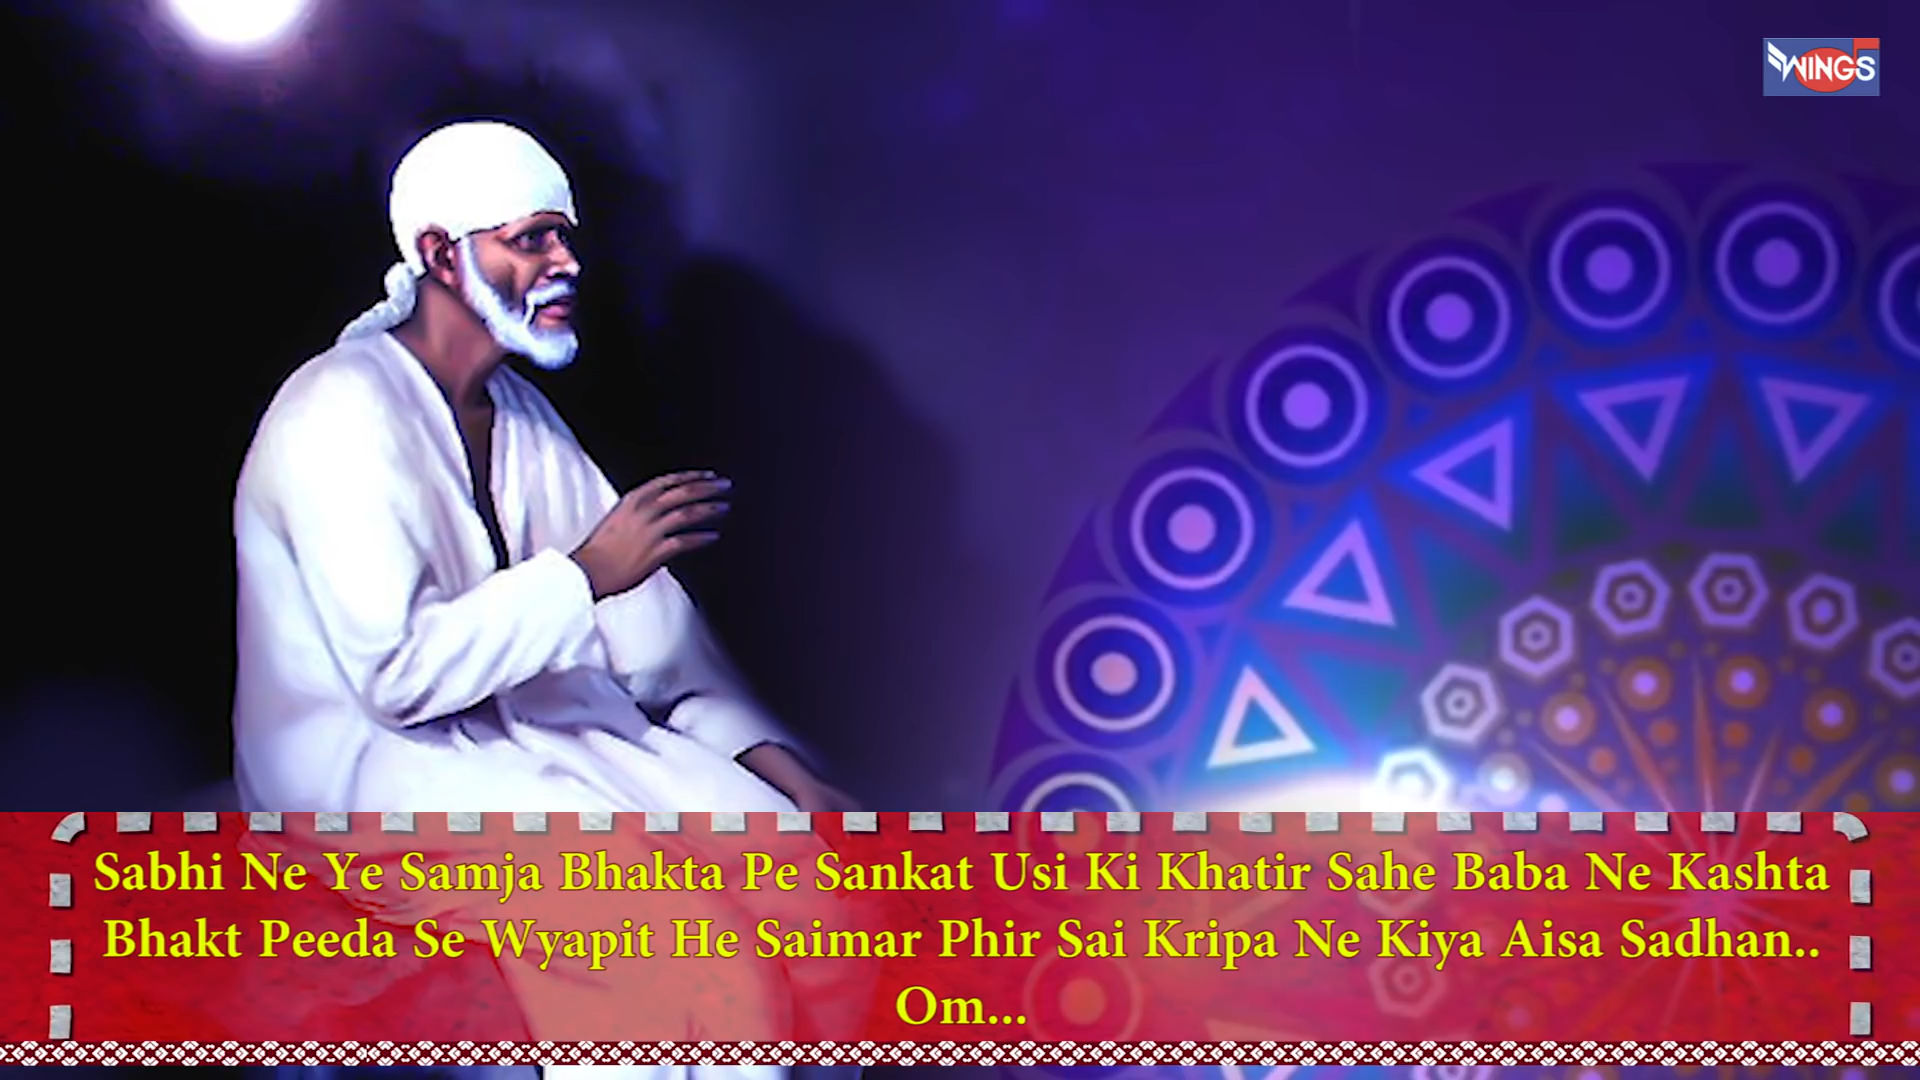 WINGS
Sabhi Ne Ye Samja Bhakta Pe Sankat Usi Ki Khatir Sahe Baba Ne Kashta
Bhakt Peeda Se Wyapit He Saimar Phir Sai Kripa Ne Kiya Aisa Sadhan..
Om...